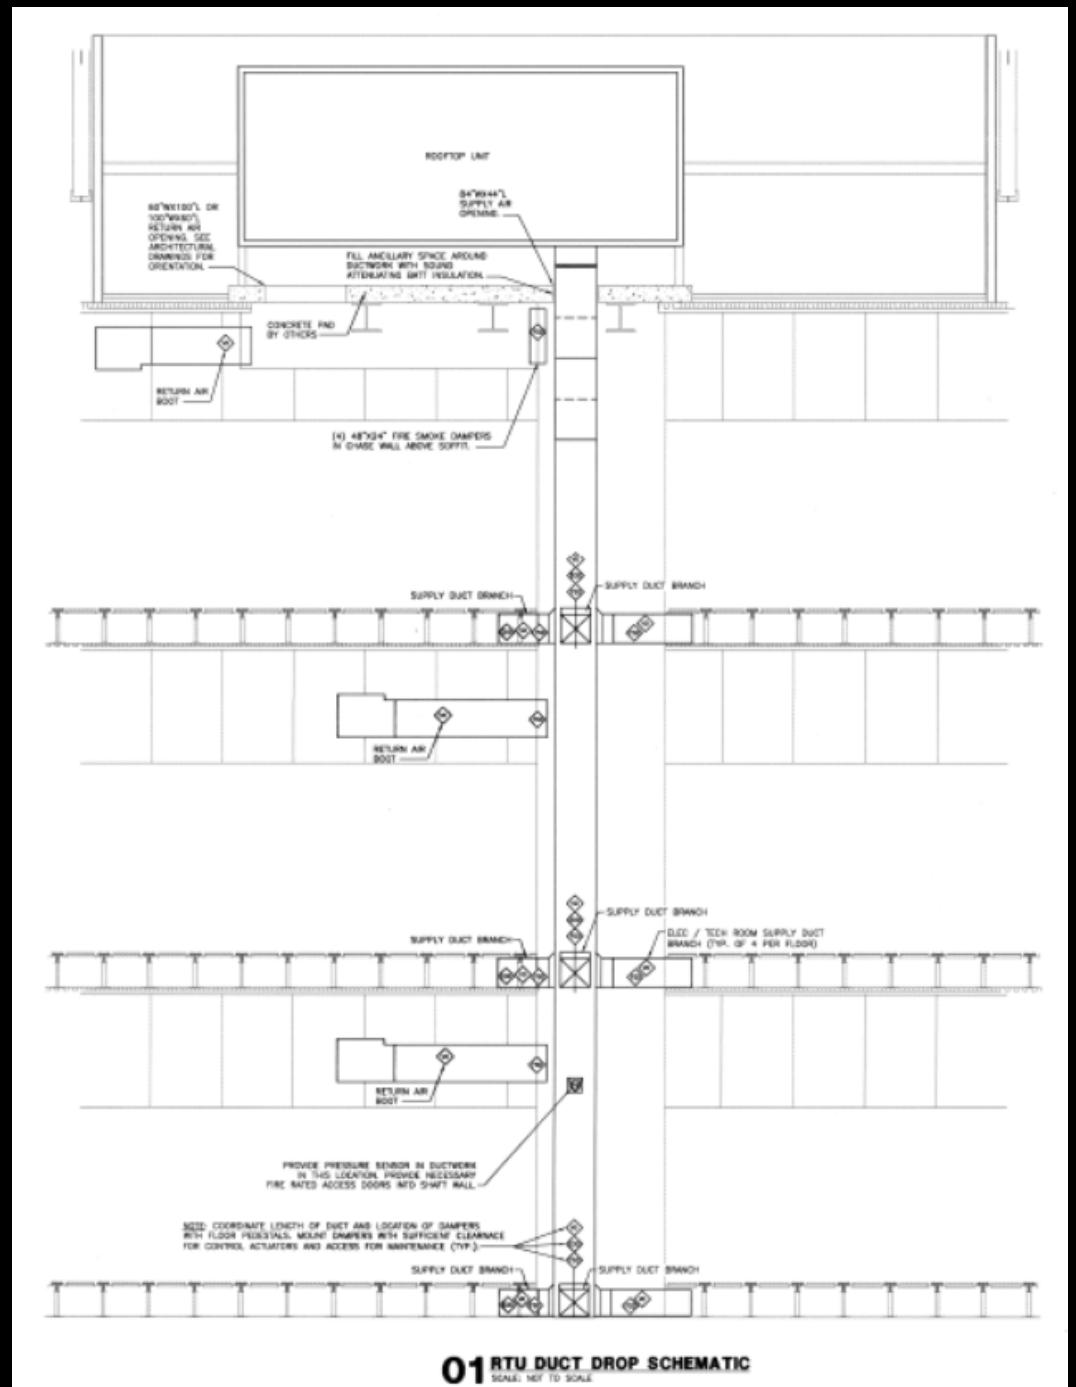 ROOFTOP UNIT
84"WX44"L
SUPPLY AIR
OPENING.
60"WX100"L OR
100"WX60"L
RETURN AIR
OPENING. SEE
ARCHITECTURAL
DRAWINGS FOR
ORIENTATION.
FILL ANCILLARY SPACE AROUND
DUCTWORK WITH SOUND
ATTENUATING BATT INSULATION.
CONCRETE PAD
BY OTHERS
RETURN AIR
BOOT
(4) 48"X24" FIRE SMOKE DAMPERS
IN CHASE WALL ABOVE SOFFIT.
SUPPLY DUCT BRANCH
SUPPLY DUCT BRANCH
RETURN AIR
BOOT
SUPPLY DUCT BRANCH
SUPPLY DUCT BRANCH
ELEC / TECH ROOM SUPPLY DUCT
BRANCH (TYP. OF 4 PER FLOOR)
RETURN AIR
BOOT
PROVIDE PRESSURE SENSOR IN DUCTWORK
IN THIS LOCATION. PROVIDE NECESSARY
FIRE RATED ACCESS DOORS INTO SHAFT WALL.
NOTE: COORDINATE LENGTH OF DUCT AND LOCATION OF DAMPERS
WITH FLOOR PEDESTALS. MOUNT DAMPERS WITH SUFFICIENT CLEARNACE
FOR CONTROL ACTUATORS AND ACCESS FOR MAINTENANCE (TYP.).
SUPPLY DUCT BRANCH
SUPPLY DUCT BRANCH
01 RTU DUCT DROP SCHEMATIC
SCALE: NOT TO SCALE